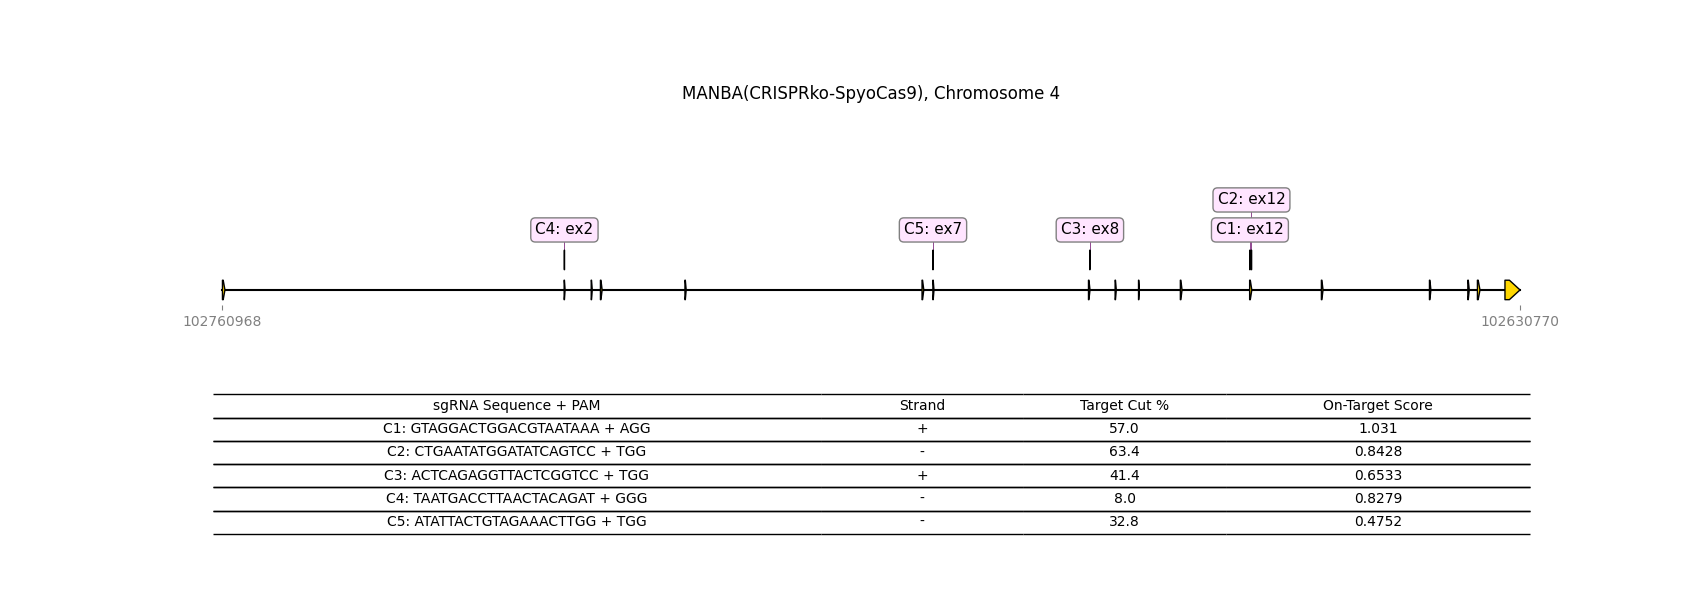 MANBA(CRISPRko-SpyoCas9), Chromosome 4
C2: ex12
C4: ex2 C5: ex7 C3: ex8 C1: ex12
102760968 102630770
sgRNA Sequence + PAM Strand Target Cut % On-Target Score
C1: GTAGGACTGGACGTAATAAA + AGG + 57.0 1.031
C2: CTGAATATGGATATCAGTCC + TGG - 63.4 0.8428
C3: ACTCAGAGGTTACTCGGTCC + TGG + 41.4 0.6533
C4: TAATGACCTTAACTACAGAT + GGG - 8.0 0.8279
C5: ATATTACTGTAGAAACTTGG + TGG - 32.8 0.4752